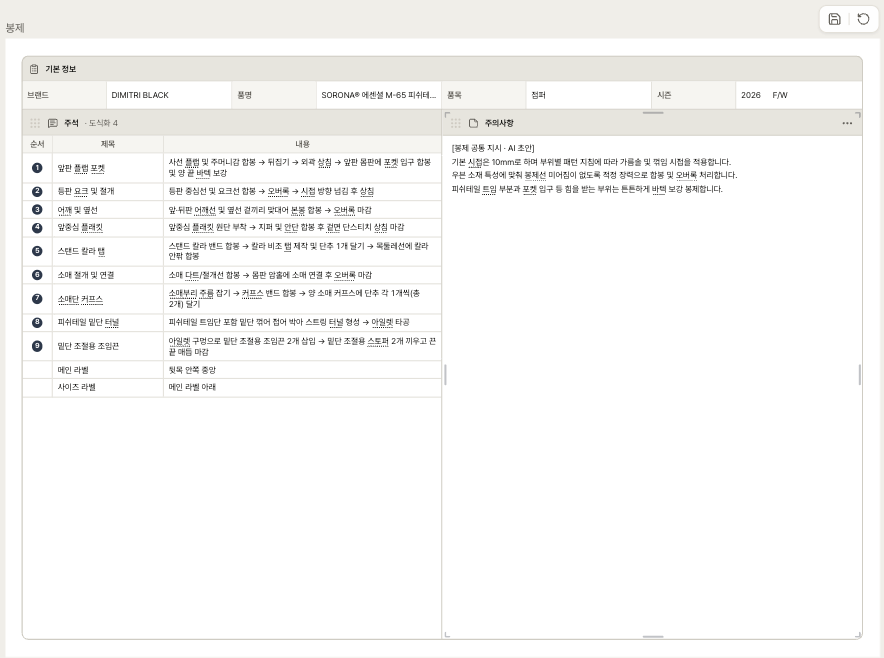 봉제
기본 정보
브랜드 DIMITRI BLACK 품명 SORONA® 에센셜 M-65 피쉬테... 품목 점퍼 시즌 2026 F/W
주석 · 도식화 4
순서 제목 내용
1 앞판 플랩 포켓 사선 플랩 및 주머니감 합봉 → 뒤집기 → 외곽 상침 → 앞판 몸판에 포켓 입구 합봉
및 양 끝 바텍 보강
2 등판 요크 및 절개 등판 중심선 및 요크선 합봉 → 오버록 → 시접 방향 넘김 후 상침
3 어깨 및 옆선 앞·뒤판 어깨선 및 옆선 겉끼리 맞대어 본봉 합봉 → 오버록 마감
4 앞중심 플래킷 앞중심 플래킷 원단 부착 → 지퍼 및 안단 합봉 후 겉면 단스티치 상침 마감
5 스탠드 칼라 탭 스탠드 칼라 밴드 합봉 → 칼라 비조 탭 제작 및 단추 1개 달기 → 목둘레선에 칼라
안팎 합봉
6 소매 절개 및 연결 소매 다트/절개선 합봉 → 몸판 암홀에 소매 연결 후 오버록 마감
7 소매단 커프스 소매부리 주름 잡기 → 커프스 밴드 합봉 → 양 소매 커프스에 단추 각 1개씩(총
2개) 달기
8 피쉬테일 밑단 터널 피쉬테일 트임단 포함 밑단 꺾어 접어 박아 스트링 터널 형성 → 아일렛 타공
9 밑단 조절용 조임끈 아일렛 구멍으로 밑단 조절용 조임끈 2개 삽입 → 밑단 조절용 스토퍼 2개 끼우고 끈
끝 매듭 마감
메인 라벨 뒷목 안쪽 중앙
사이즈 라벨 메인 라벨 아래
주의사항
[봉제 공통 지시 · AI 초안]
기본 시접은 10mm로 하며 부위별 패턴 지침에 따라 가름솔 및 꺾임 시접을 적용합니다.
우븐 소재 특성에 맞춰 봉제선 미어짐이 없도록 적정 장력으로 합봉 및 오버록 처리합니다.
피쉬테일 트임 부분과 포켓 입구 등 힘을 받는 부위는 튼튼하게 바텍 보강 봉제합니다.